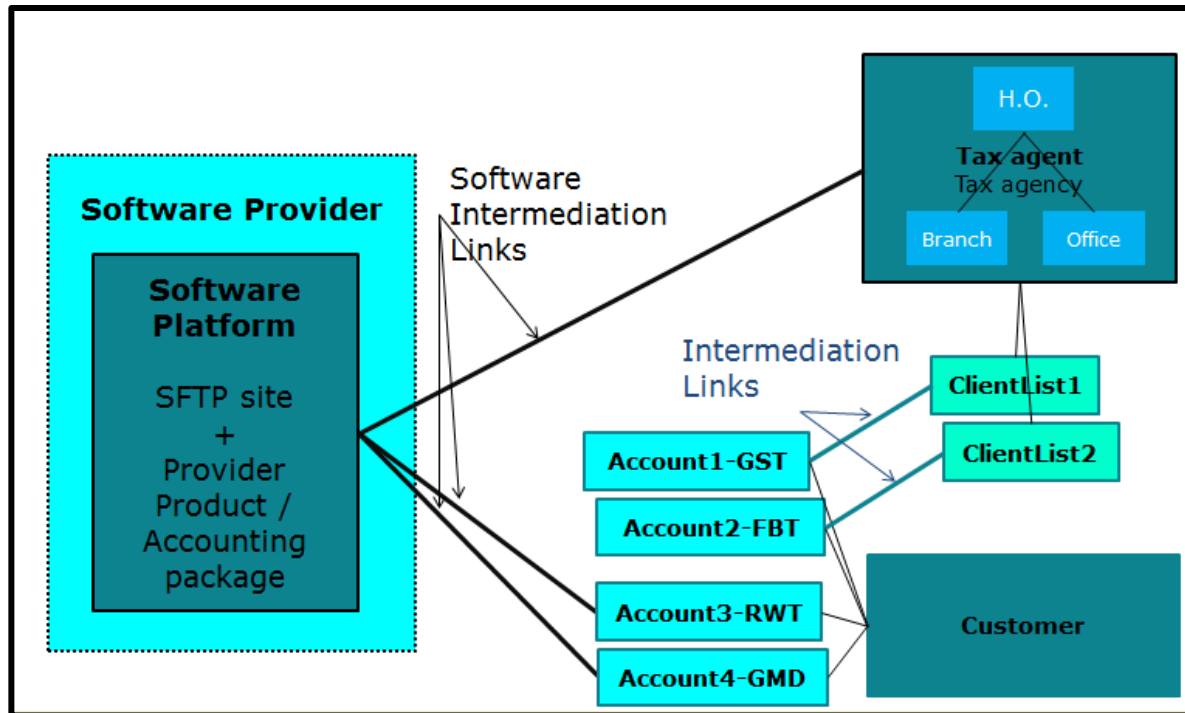 Software Provider
Software
Platform
SFTP site
+
Provider
Product /
Accounting
package
Software
Intermediation
Links
H.O.
Tax agent
Tax agency
Branch
Office
Intermediation
Links
ClientList1
ClientList2
Account1-GST
Account2-FBT
Account3-RWT
Account4-GMD
Customer